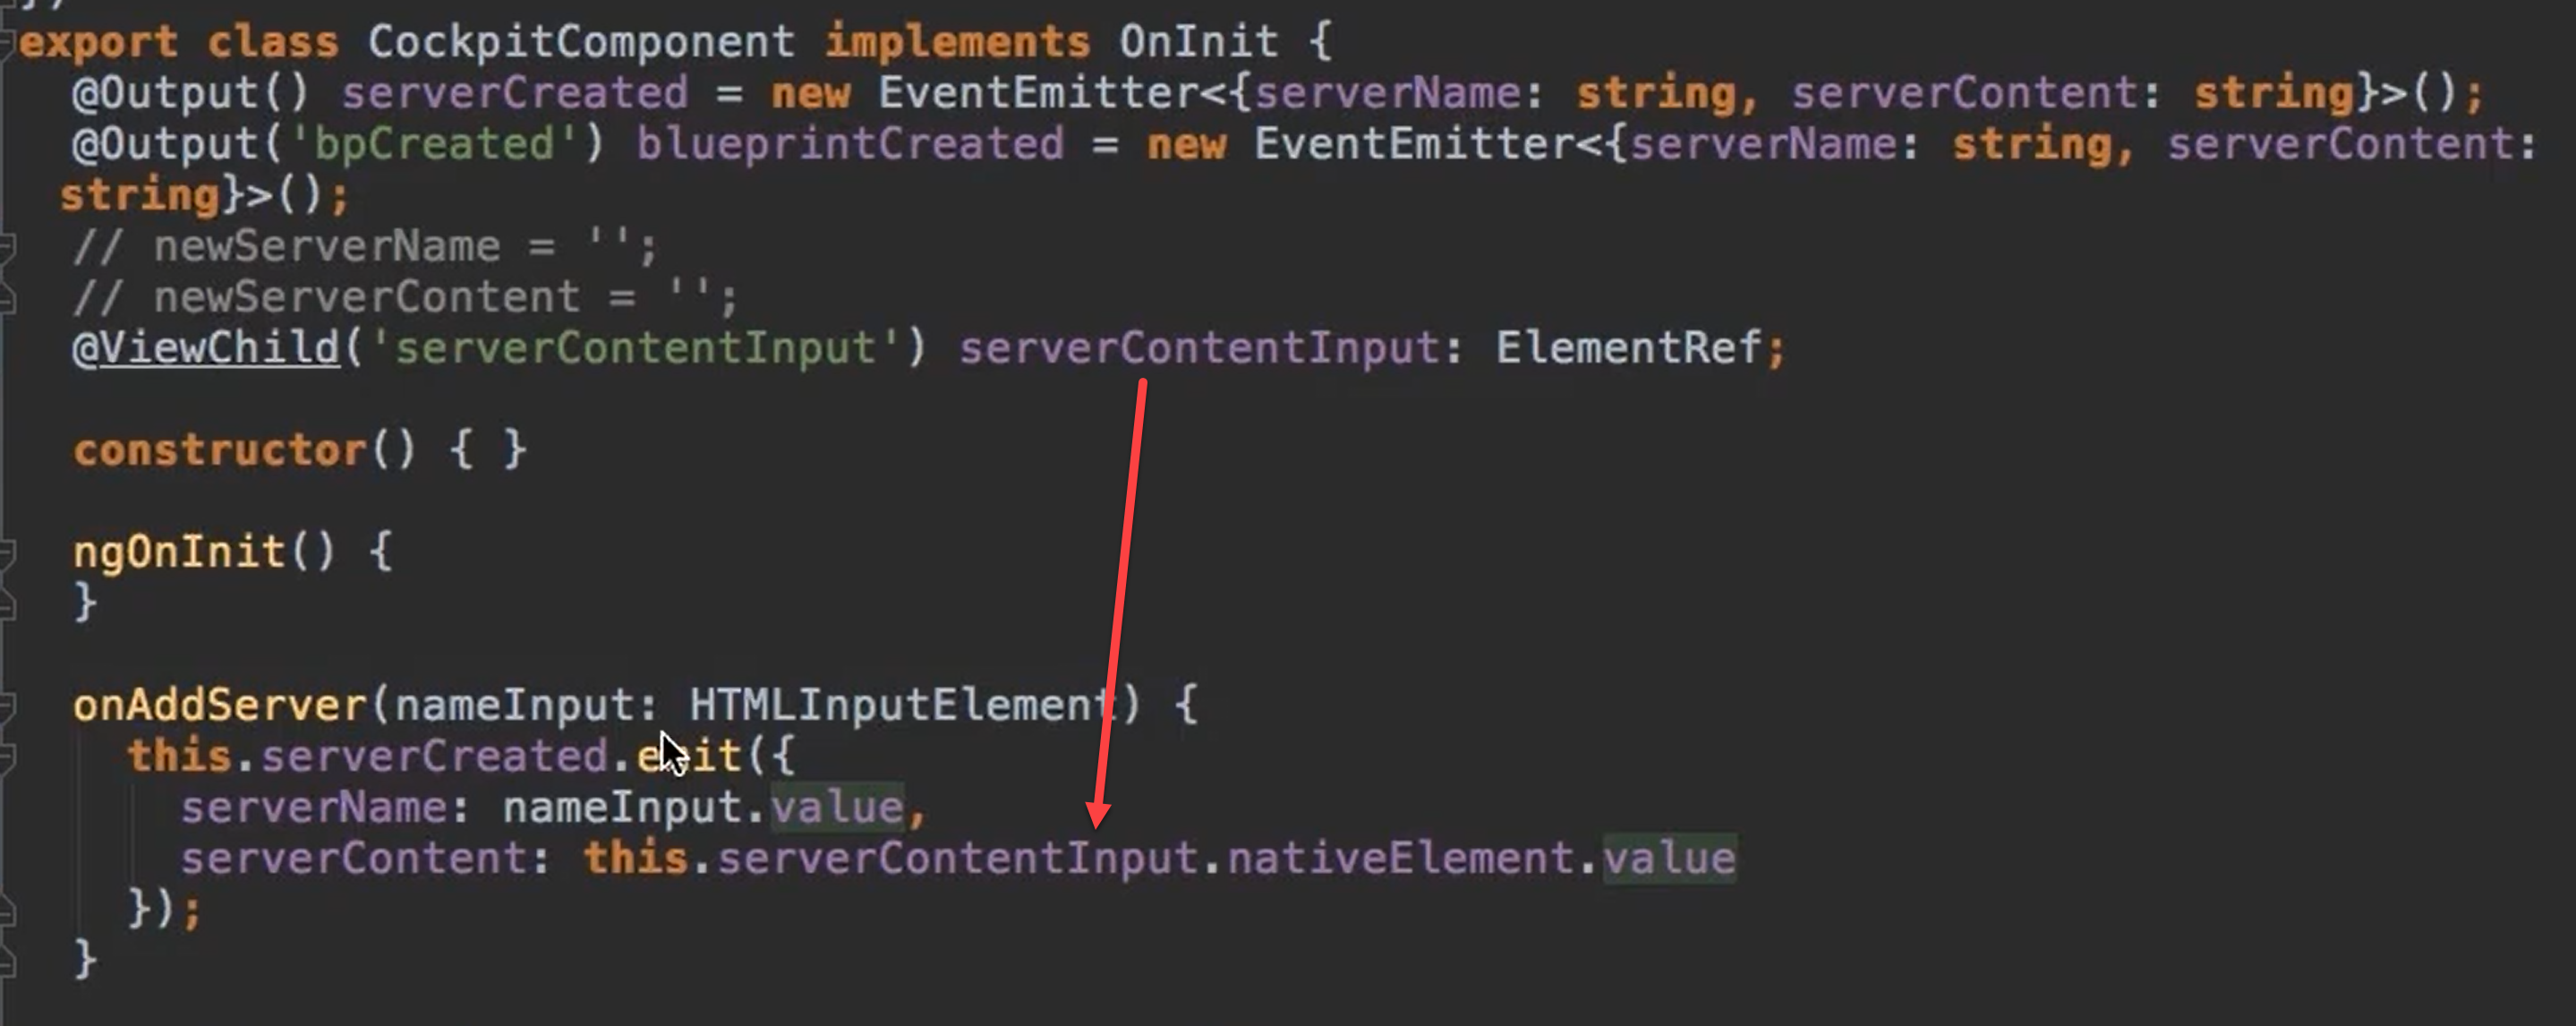 })
export class CockpitComponent implements OnInit {
@Output() serverCreated = new EventEmitter<{serverName: string, serverContent: string}>();
@Output('bpCreated') blueprintCreated = new EventEmitter<{serverName: string, serverContent:
string}>();
// newServerName = '';
// newServerContent = '';
@ViewChild('serverContentInput') serverContentInput: ElementRef;
constructor() { }
ngOnInit() {
}
onAddServer(nameInput: HTMLInputElement) {
this.serverCreated.emit({
serverName: nameInput.value,
serverContent: this.serverContentInput.nativeElement.value
});
}